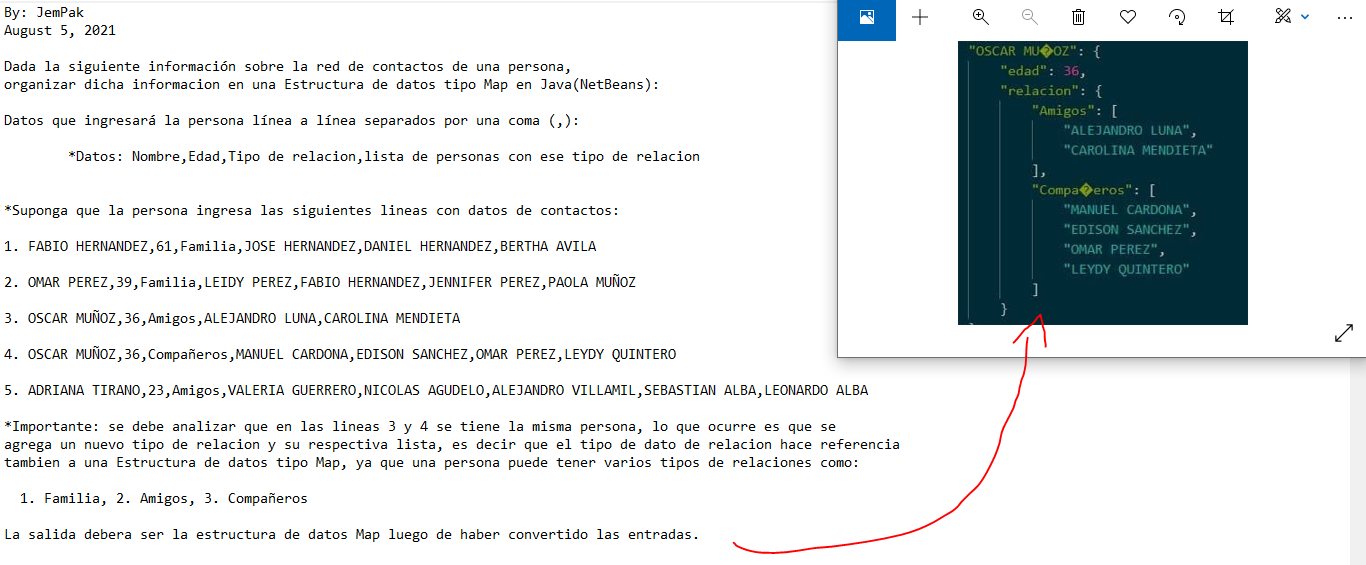 By: JemPak
August 5, 2021
Dada la siguiente información sobre la red de contactos de una persona,
organizar dicha informacion en una Estructura de datos tipo Map en Java(NetBeans):
Datos que ingresará la persona línea a línea separados por una coma (,):
*Datos: Nombre,Edad,Tipo de relacion,lista de personas con ese tipo de relacion
*Suponga que la persona ingresa las siguientes lineas con datos de contactos:
1. FABIO HERNANDEZ,61,Familia,JOSE HERNANDEZ,DANIEL HERNANDEZ,BERTHA AVILA
2. OMAR PEREZ,39,Familia,LEIDY PEREZ,FABIO HERNANDEZ,JENNIFER PEREZ,PAOLA MUÑOZ
3. OSCAR MUÑOZ,36,Amigos,ALEJANDRO LUNA,CAROLINA MENDIETA
4. OSCAR MUÑOZ,36,Compañeros,MANUEL CARDONA,EDISON SANCHEZ,OMAR PEREZ,LEYDY QUINTERO
5. ADRIANA TIRANO,23,Amigos,VALERIA GUERRERO,NICOLAS AGUDELO,ALEJANDRO VILLAMIL,SEBASTIAN ALBA,LEONARDO ALBA
*Importante: se debe analizar que en las lineas 3 y 4 se tiene la misma persona, lo que ocurre es que se
agrega un nuevo tipo de relacion y su respectiva lista, es decir que el tipo de dato de relacion hace referencia
tambien a una Estructura de datos tipo Map, ya que una persona puede tener varios tipos de relaciones como:
1. Familia, 2. Amigos, 3. Compañeros
La salida debera ser la estructura de datos Map luego de haber convertido las entradas.
"OSCAR MU�OZ": {
"edad": 36,
"relacion": {
"Amigos": [
"ALEJANDRO LUNA",
"CAROLINA MENDIETA"
],
"Compa�eros": [
"MANUEL CARDONA",
"EDISON SANCHEZ",
"OMAR PEREZ",
"LEYDY QUINTERO"
]
}